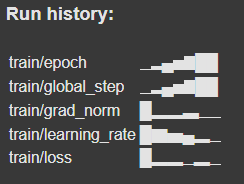 Run history:
train/epoch
train/global_step
train/grad_norm
train/learning_rate
train/loss